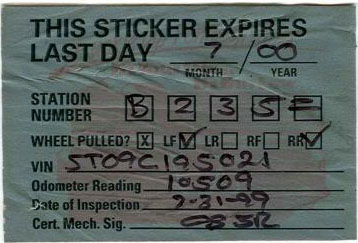 THIS STICKER EXPIRES
LAST DAY 7 / 00
MONTH YEAR
STATION
NUMBER B 2 3 5 =
WHEEL PULLED? X LF ✓ LR RF RR ✓
VIN ST09C195021
Odometer Reading 10509
Date of Inspection 7-31-99
Cert. Mech. Sig.